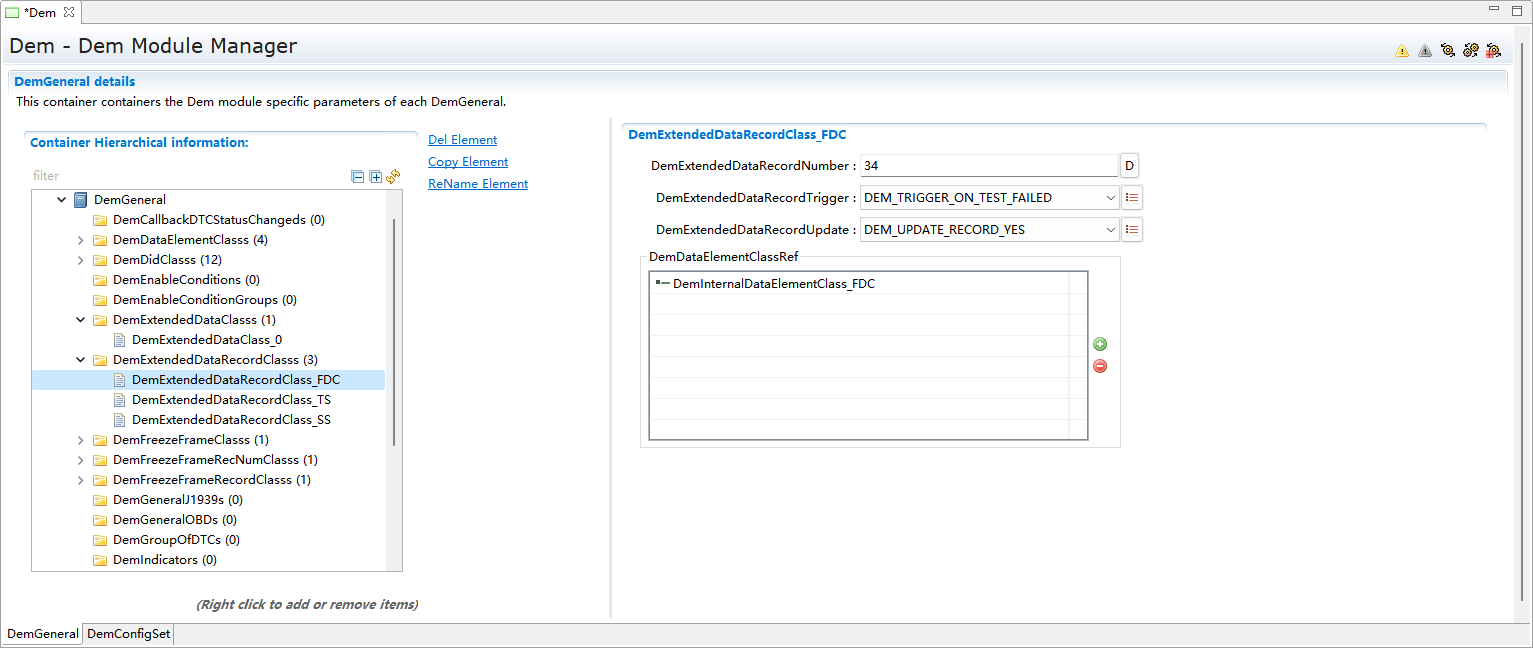 *Dem
Dem - Dem Module Manager
DemGeneral details
This container containers the Dem module specific parameters of each DemGeneral.
Container Hierarchical information:
filter
DemGeneral
DemCallbackDTCStatusChangeds (0)
DemDataElementClasss (4)
DemDidClasss (12)
DemEnableConditions (0)
DemEnableConditionGroups (0)
DemExtendedDataClasss (1)
DemExtendedDataClass_0
DemExtendedDataRecordClasss (3)
DemExtendedDataRecordClass_FDC
DemExtendedDataRecordClass_TS
DemExtendedDataRecordClass_SS
DemFreezeFrameClasss (1)
DemFreezeFrameRecNumClasss (1)
DemFreezeFrameRecordClasss (1)
DemGeneralJ1939s (0)
DemGeneralOBDs (0)
DemGroupOfDTCs (0)
DemIndicators (0)
(Right click to add or remove items)
Del Element
Copy Element
ReName Element
DemExtendedDataRecordClass_FDC
DemExtendedDataRecordNumber : 34 D
DemExtendedDataRecordTrigger : DEM_TRIGGER_ON_TEST_FAILED
DemExtendedDataRecordUpdate : DEM_UPDATE_RECORD_YES
DemDataElementClassRef
DemInternalDataElementClass_FDC
DemGeneral DemConfigSet